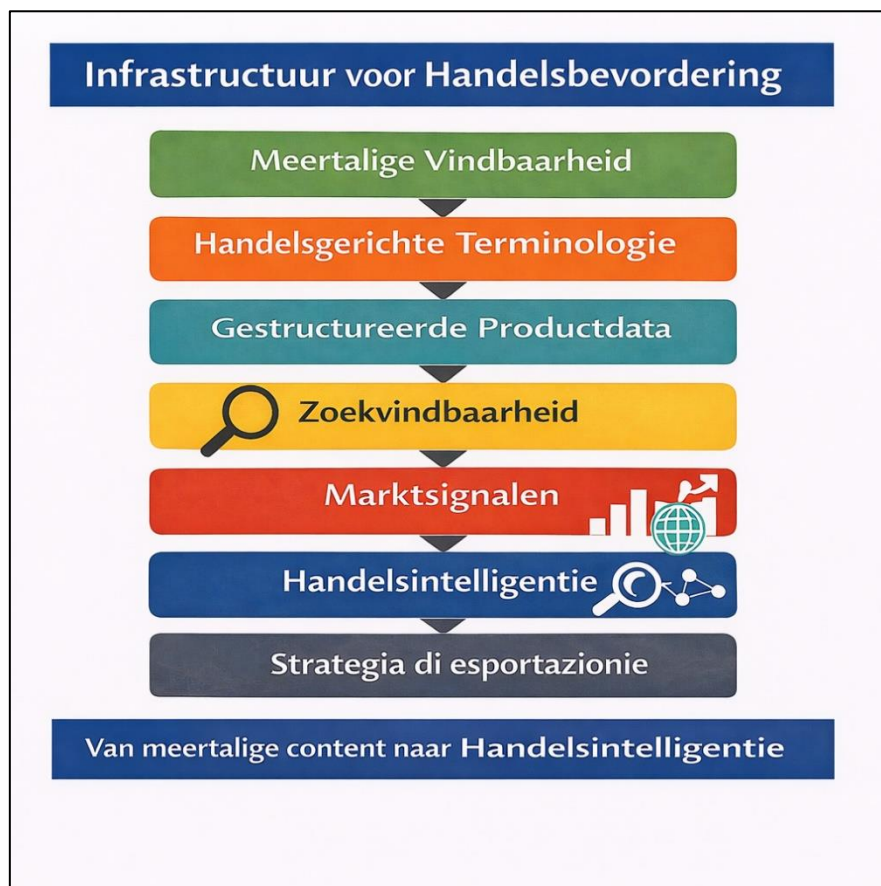 Infrastructuur voor Handelsbevordering
Meertalige Vindbaarheid
Handelsgerichte Terminologie
Gestructureerde Productdata
Zoekvindbaarheid
Marktsignalen
Handelsintelligentie
Strategia di esportazionie
Van meertalige content naar Handelsintelligentie